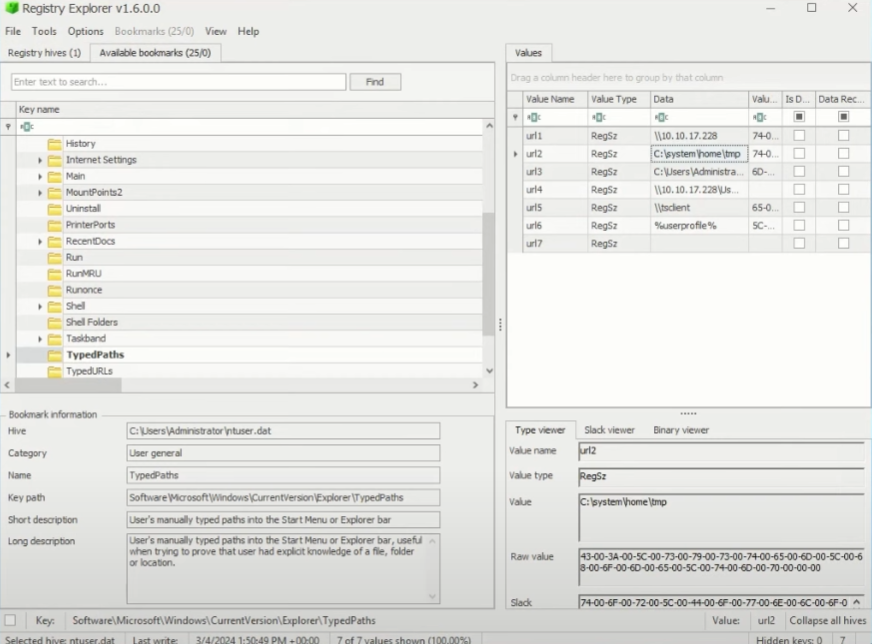 Registry Explorer v1.6.0.0
File Tools Options Bookmarks (25/0) View Help
Registry hives (1) Available bookmarks (25/0)
Enter text to search... Find
Key name
History
Internet Settings
Main
MountPoints2
Uninstall
PrinterPorts
RecentDocs
Run
RunMRU
Runonce
Shell
Shell Folders
Taskband
TypedPaths
TypedURLs
Bookmark information
Hive C:\Users\Administrator\ntuser.dat
Category User general
Name TypedPaths
Key path Software\Microsoft\Windows\CurrentVersion\Explorer\TypedPaths
Short description User's manually typed paths into the Start Menu or Explorer bar
Long description User's manually typed paths into the Start Menu or Explorer bar, useful
when trying to prove that user had explicit knowledge of a file, folder
or location.
Values
Drag a column header here to group by that column
Value Name Value Type Data Valu... Is D... Data Rec...
url1 RegSz \\10.10.17.228 74-0...
url2 RegSz C:\system\home\tmp 74-0...
url3 RegSz C:\Users\Administra... 6D-...
url4 RegSz \\10.10.17.228\Us...
url5 RegSz \\tsclient 65-0...
url6 RegSz %userprofile% 5C-...
url7 RegSz
Type viewer Slack viewer Binary viewer
Value name url2
Value type RegSz
Value C:\system\home\tmp
Raw value 43-00-3A-00-5C-00-73-00-79-00-73-00-74-00-65-00-6D-00-5C-00-6
8-00-6F-00-6D-00-65-00-5C-00-74-00-6D-00-70-00-00-00
Slack 74-00-6F-00-72-00-5C-00-44-00-6F-00-77-00-6E-00-6C-00-6F-0
Key: Software\Microsoft\Windows\CurrentVersion\Explorer\TypedPaths Value: url2 Collapse all hives
Selected hive: ntuser.dat Last write: 3/4/2024 1:50:49 PM +00:00 7 of 7 values shown (100.00%) Hidden keys: 0 7